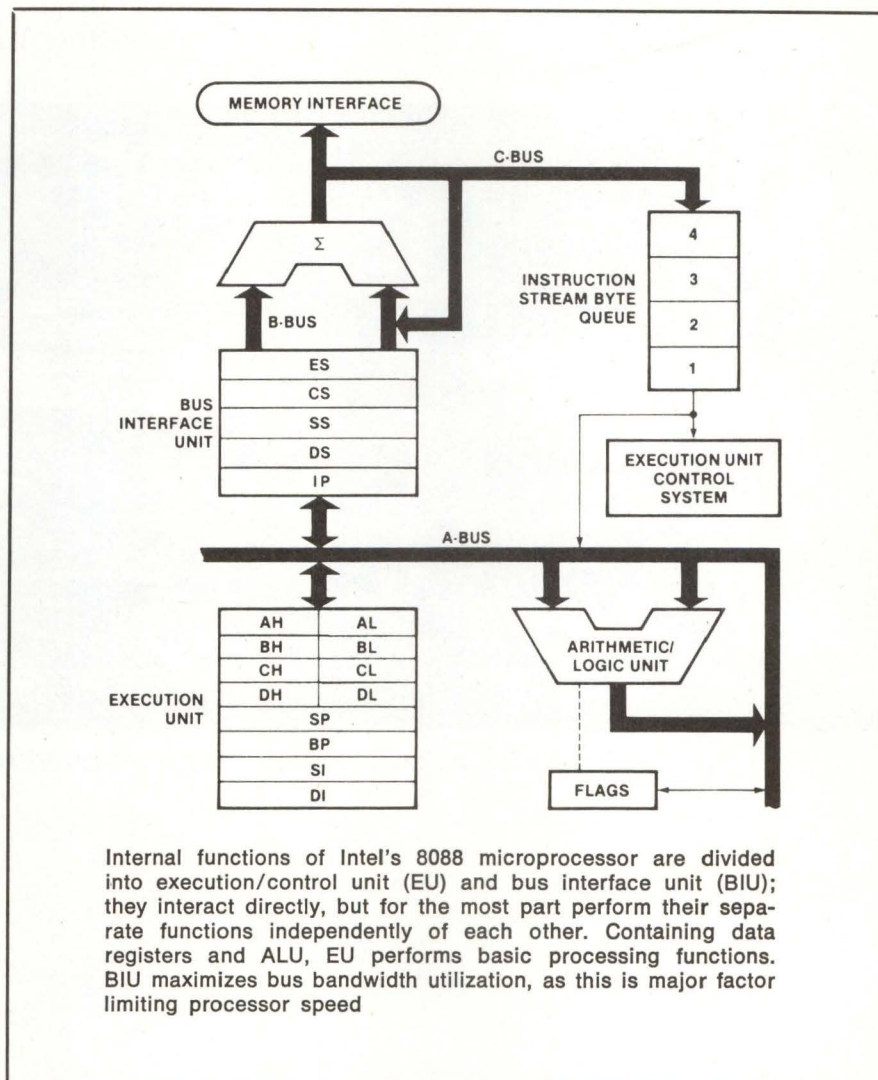 MEMORY INTERFACE
C-BUS
Σ
4
3
2
1
INSTRUCTION
STREAM BYTE
QUEUE
B-BUS
ES
CS
SS
DS
IP
BUS
INTERFACE
UNIT
EXECUTION UNIT
CONTROL
SYSTEM
A-BUS
AH AL
BH BL
CH CL
DH DL
SP
BP
SI
DI
EXECUTION
UNIT
ARITHMETIC/
LOGIC UNIT
FLAGS
Internal functions of Intel's 8088 microprocessor are divided
into execution/control unit (EU) and bus interface unit (BIU);
they interact directly, but for the most part perform their sepa-
rate functions independently of each other. Containing data
registers and ALU, EU performs basic processing functions.
BIU maximizes bus bandwidth utilization, as this is major factor
limiting processor speed